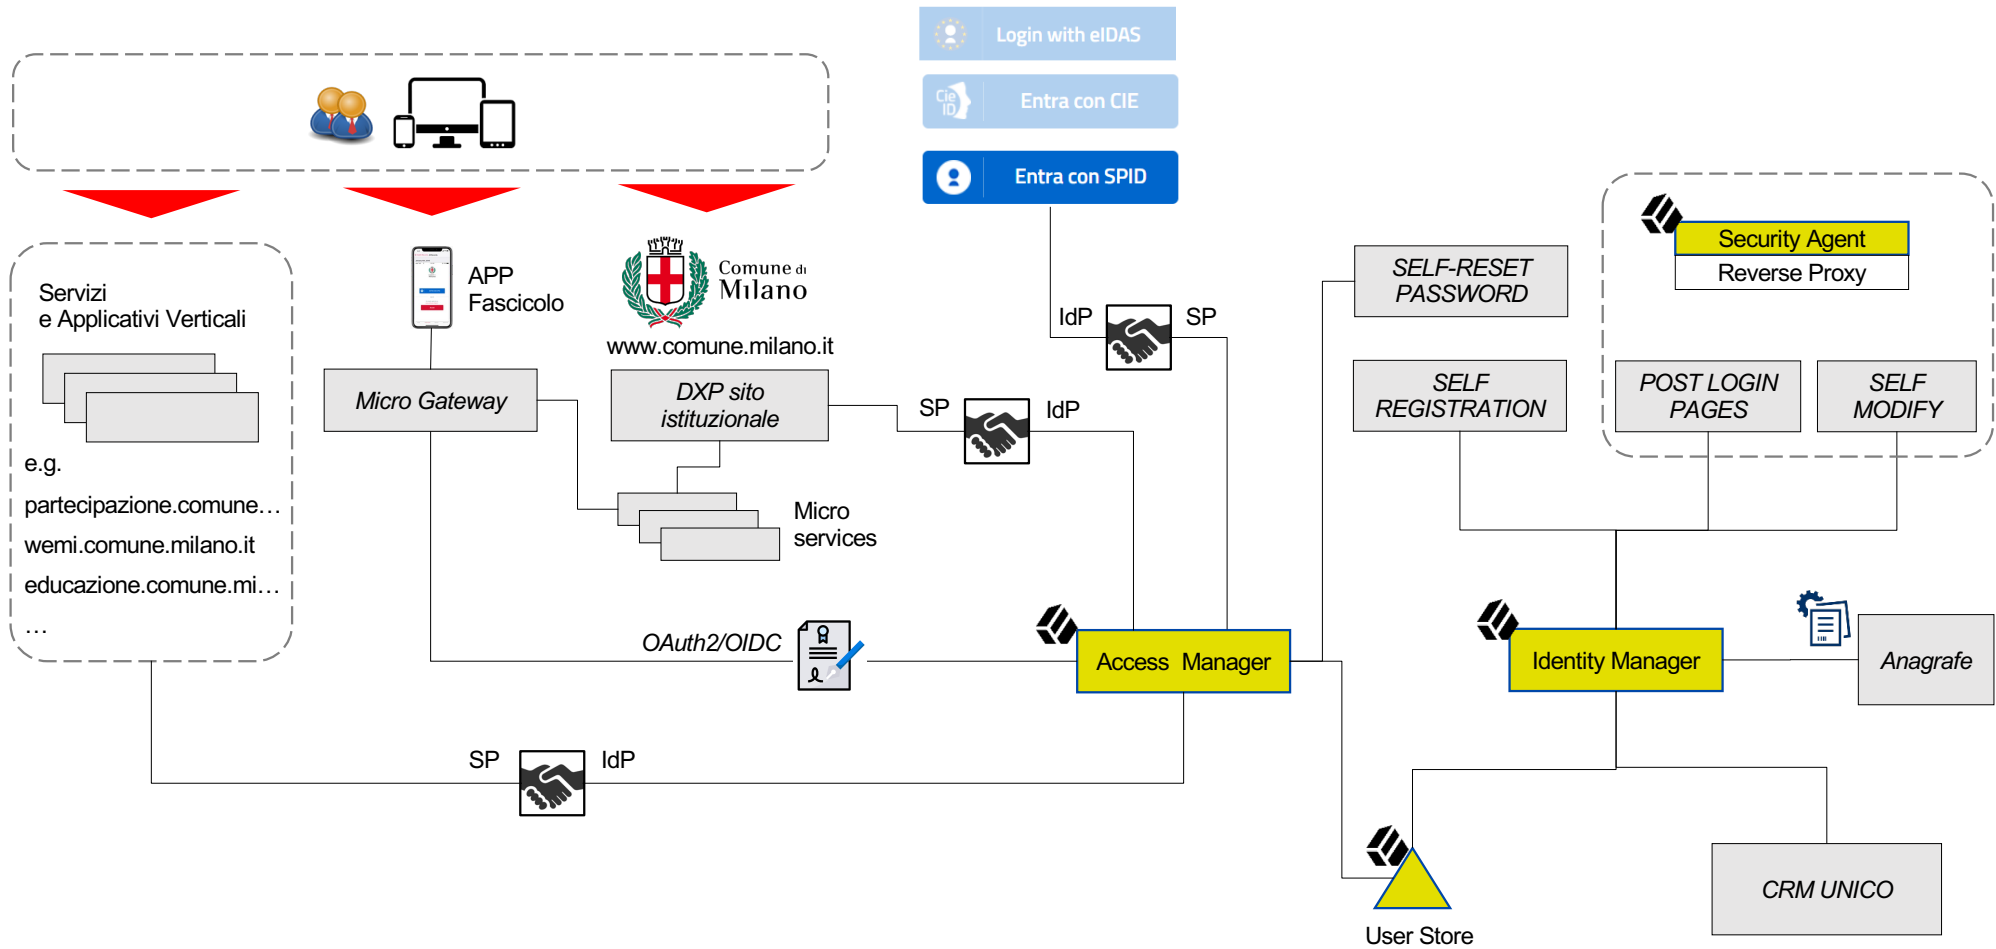 Login with eIDAS
Cie
ID
Entra con CIE
Entra con SPID
Servizi
e Applicativi Verticali
e.g.
partecipazione.comune…
wemi.comune.milano.it
educazione.comune.mi…
…
APP
Fascicolo
Comune di
Milano
www.comune.milano.it
Micro Gateway
DXP sito
istituzionale
Micro
services
SP
IdP
IdP
SP
SELF-RESET
PASSWORD
SELF
REGISTRATION
Security Agent
Reverse Proxy
POST LOGIN
PAGES
SELF
MODIFY
OAuth2/OIDC
Access Manager
Identity Manager
Anagrafe
SP
IdP
User Store
CRM UNICO